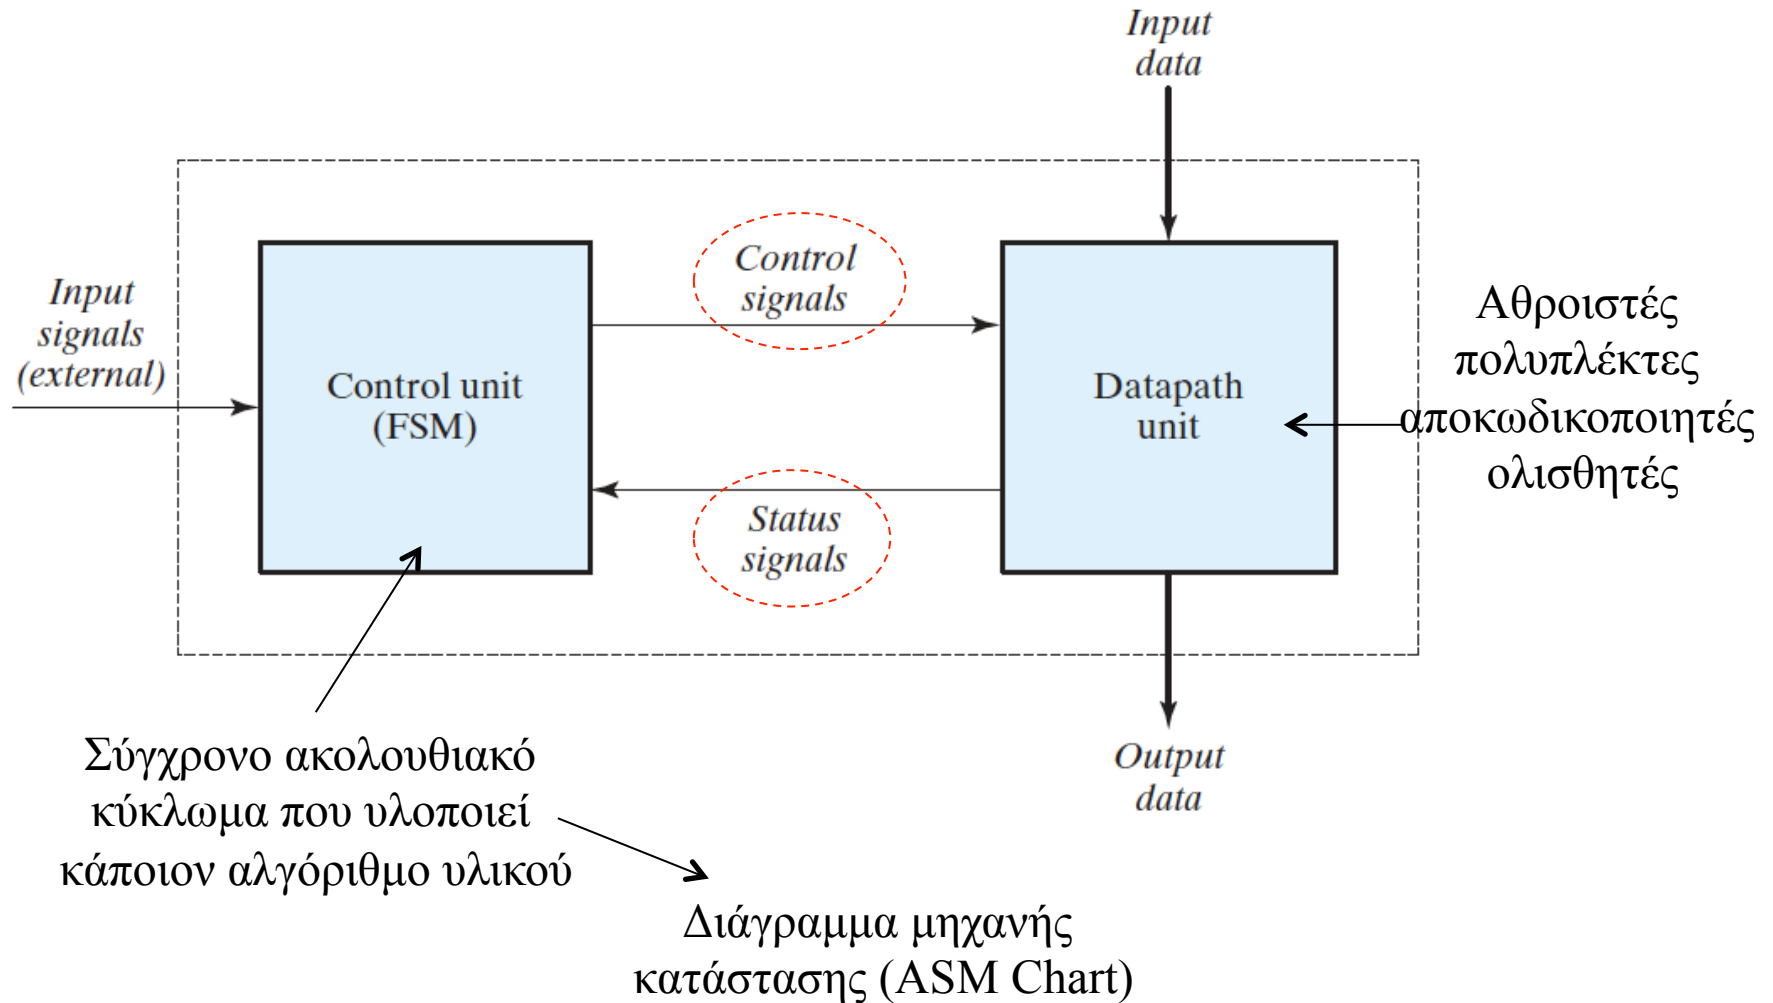 Input
data
Input
signals
(external)
Control unit
(FSM)
Control
signals
Status
signals
Datapath
unit
Αθροιστές
πολυπλέκτες
αποκωδικοποιητές
ολισθητές
Output
data
Σύγχρονο ακολουθιακό
κύκλωμα που υλοποιεί
κάποιον αλγόριθμο υλικού
Διάγραμμα μηχανής
κατάστασης (ASM Chart)